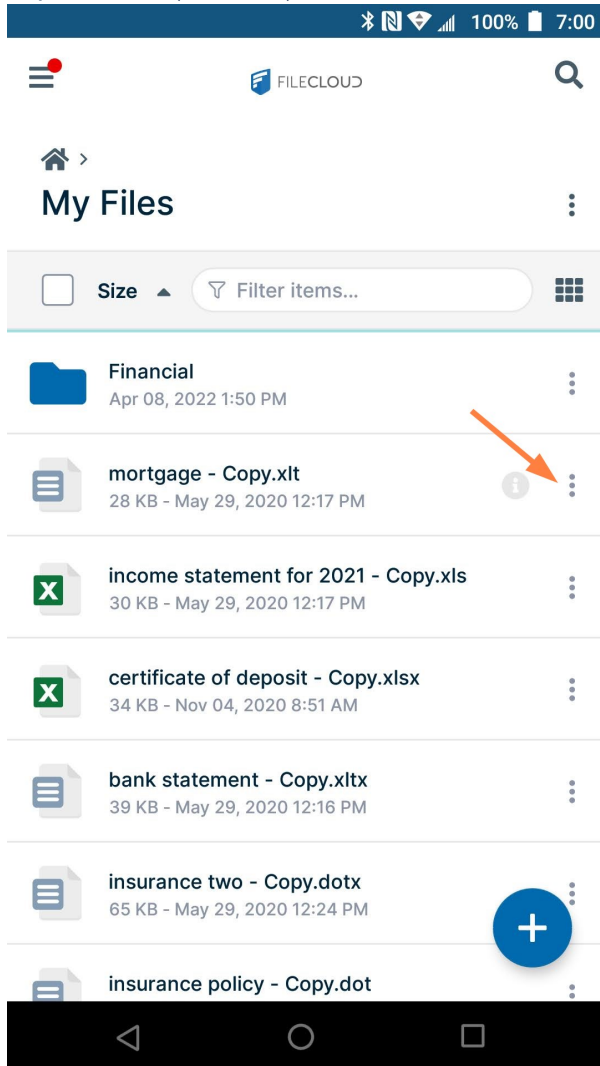 100% 7:00
FILECLOUD
>
My Files
Size Filter items...
Financial
Apr 08, 2022 1:50 PM
mortgage - Copy.xlt
28 KB - May 29, 2020 12:17 PM
income statement for 2021 - Copy.xls
30 KB - May 29, 2020 12:17 PM
certificate of deposit - Copy.xlsx
34 KB - Nov 04, 2020 8:51 AM
bank statement - Copy.xltx
39 KB - May 29, 2020 12:16 PM
insurance two - Copy.dotx
65 KB - May 29, 2020 12:24 PM
insurance policy - Copy.dot